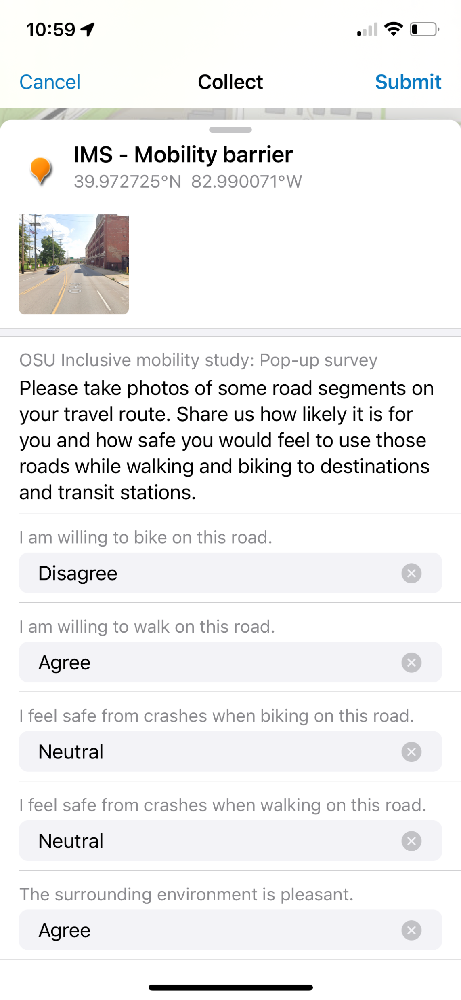 10:59
Cancel
Collect
Submit
IMS - Mobility barrier
39.972725°N 82.990071°W
OH-3
OSU Inclusive mobility study: Pop-up survey
Please take photos of some road segments on
your travel route. Share us how likely it is for
you and how safe you would feel to use those
roads while walking and biking to destinations
and transit stations.
I am willing to bike on this road.
Disagree
I am willing to walk on this road.
Agree
I feel safe from crashes when biking on this road.
Neutral
I feel safe from crashes when walking on this road.
Neutral
The surrounding environment is pleasant.
Agree